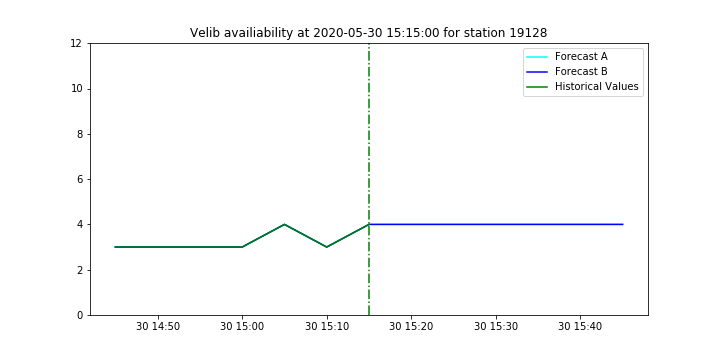 Velib availiability at 2020-05-30 15:15:00 for station 19128
12
10
8
6
4
2
0
Forecast A
Forecast B
Historical Values
30 14:50 30 15:00 30 15:10 30 15:20 30 15:30 30 15:40